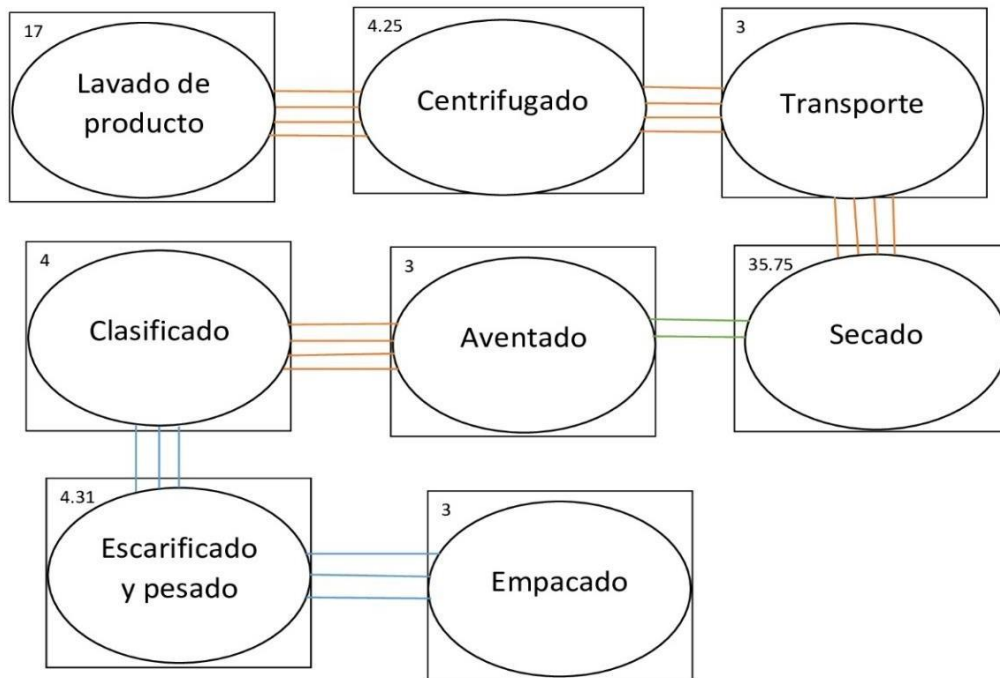 17
Lavado de
producto
4.25
Centrifugado
3
Transporte
35.75
Secado
3
Aventado
4
Clasificado
4.31
Escarificado
y pesado
3
Empacado